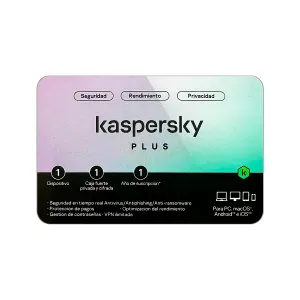 Seguridad Rendimiento Privacidad
kaspersky
PLUS
1 1 1
Dispositivo Caja fuerte privada y cifrada Año de suscripción*
- Seguridad en tiempo real Antivirus/Antiphishing/Anti-ransomware
- Protección de pagos - Optimización del rendimiento
- Gestión de contraseñas - VPN ilimitada
Para PC, macOS®,
Android™ e iOS™